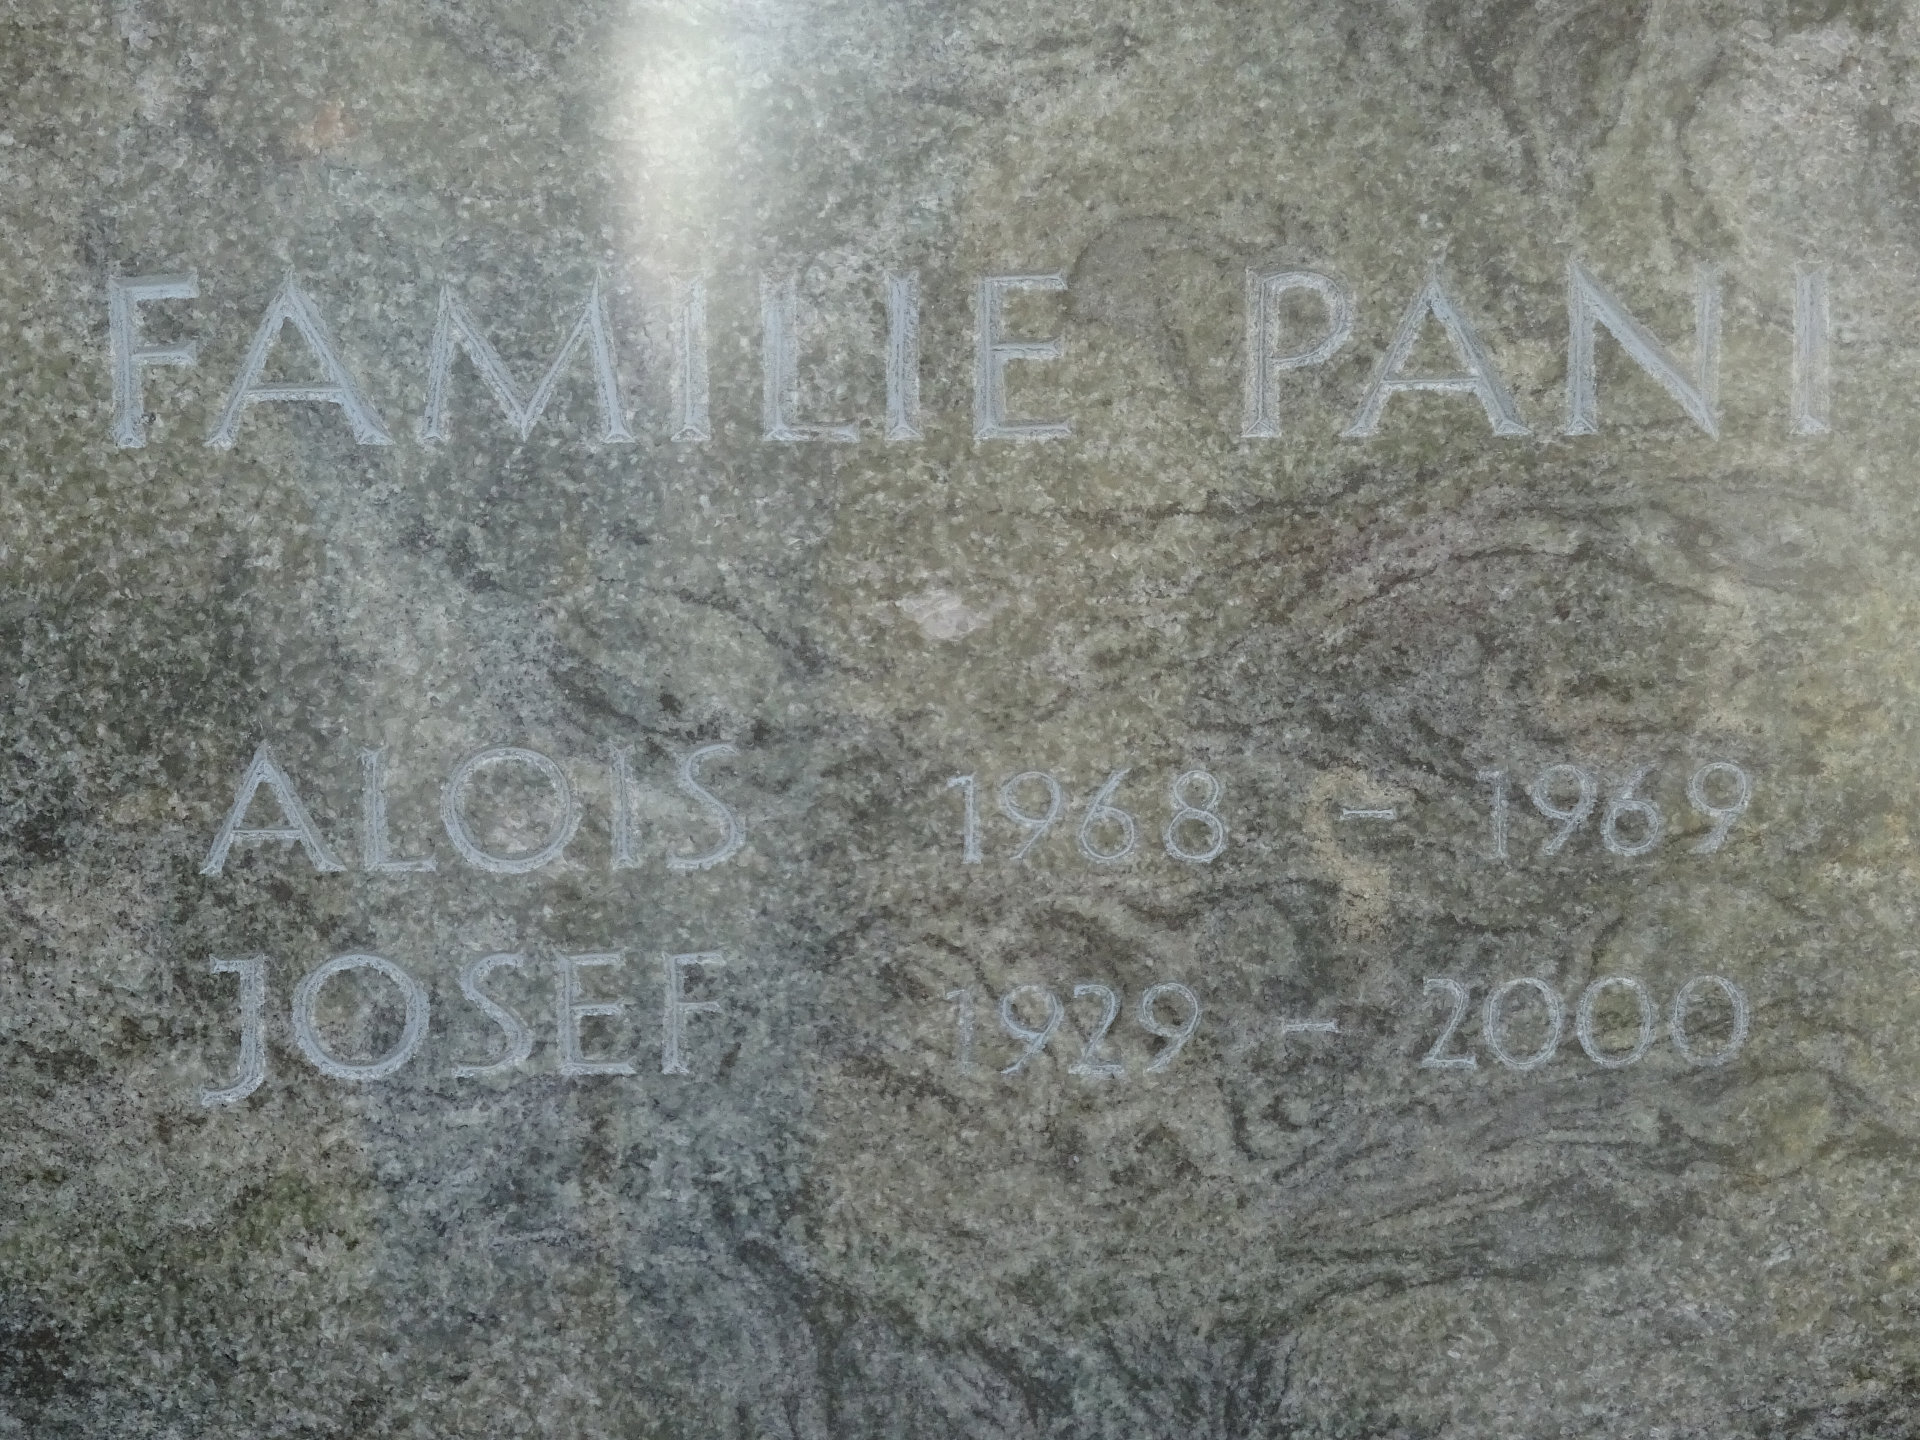 FAMILIE PANI
ALOIS 1968 – 1969
JOSEF 1929 – 2000